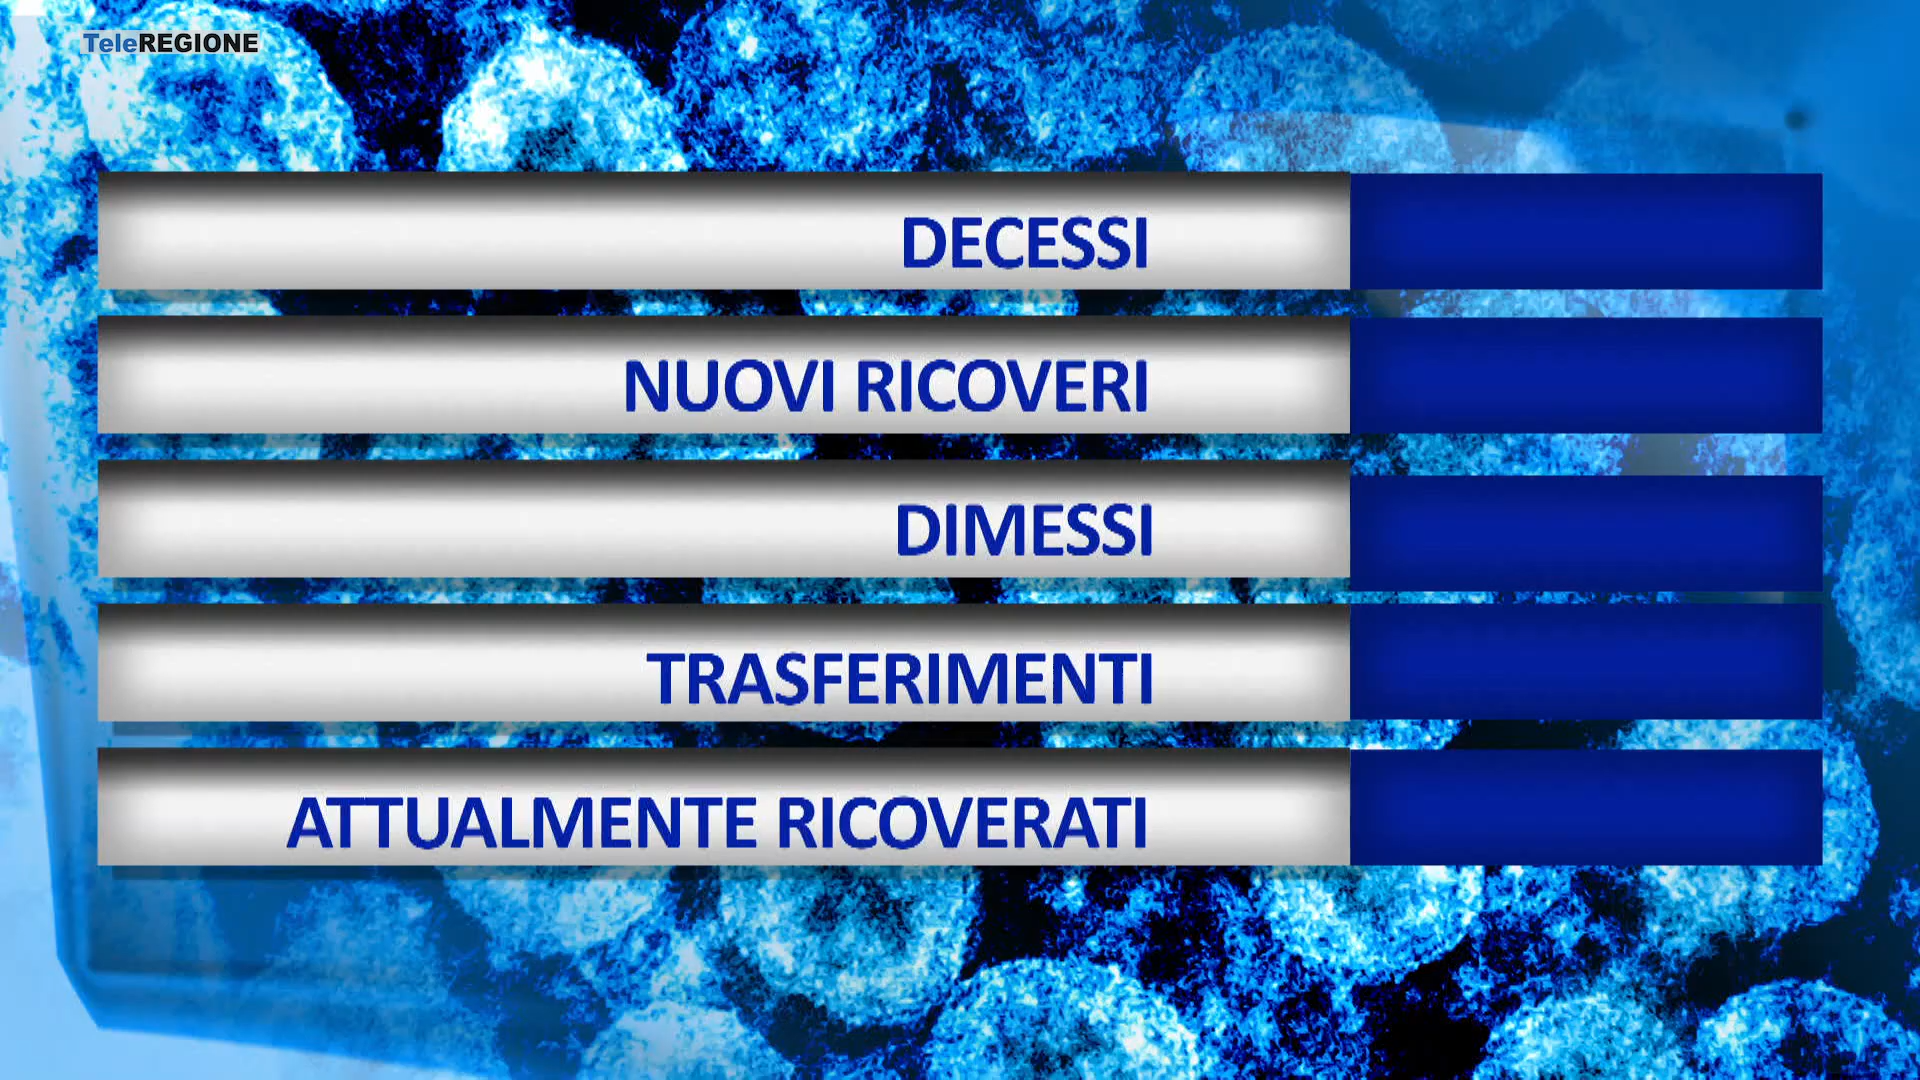 TeleREGIONE
DECESSI
NUOVI RICOVERI
DIMESSI
TRASFERIMENTI
ATTUALMENTE RICOVERATI